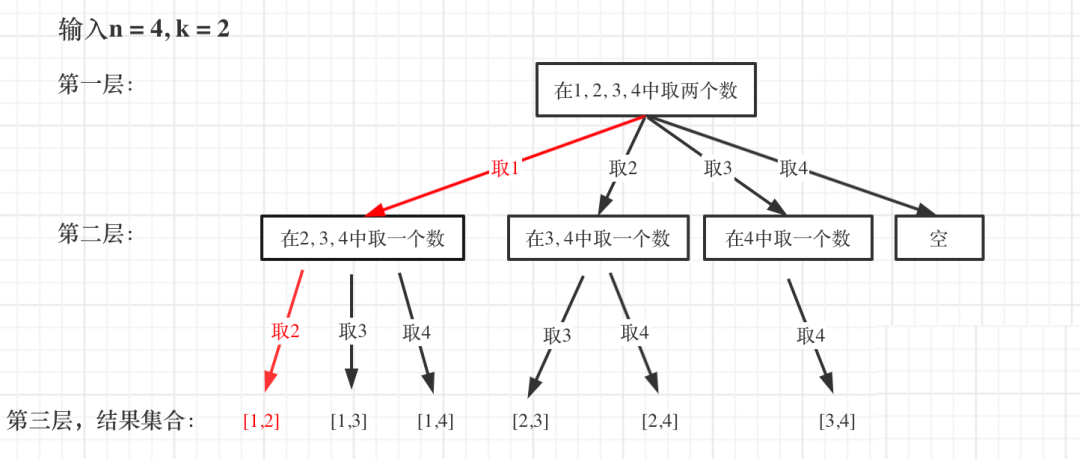 输入n = 4, k = 2
第一层：
在1, 2, 3, 4中取两个数
取1
取2
取3
取4
第二层：
在2, 3, 4中取一个数
在3, 4中取一个数
在4中取一个数
空
取2
取3
取4
取3
取4
取4
第三层，结果集合：
[1,2]
[1,3]
[1,4]
[2,3]
[2,4]
[3,4]